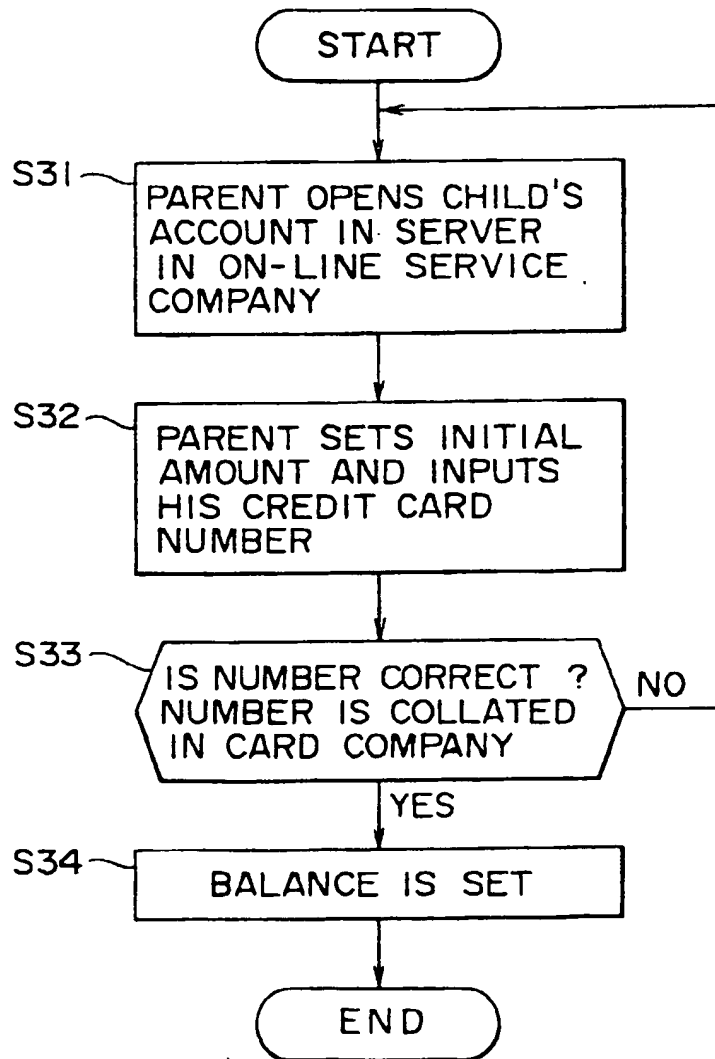 START
S31
PARENT OPENS CHILD'S
ACCOUNT IN SERVER
IN ON-LINE SERVICE
COMPANY
S32
PARENT SETS INITIAL
AMOUNT AND INPUTS
HIS CREDIT CARD
NUMBER
S33
IS NUMBER CORRECT ?
NUMBER IS COLLATED
IN CARD COMPANY
NO
YES
S34
BALANCE IS SET
END